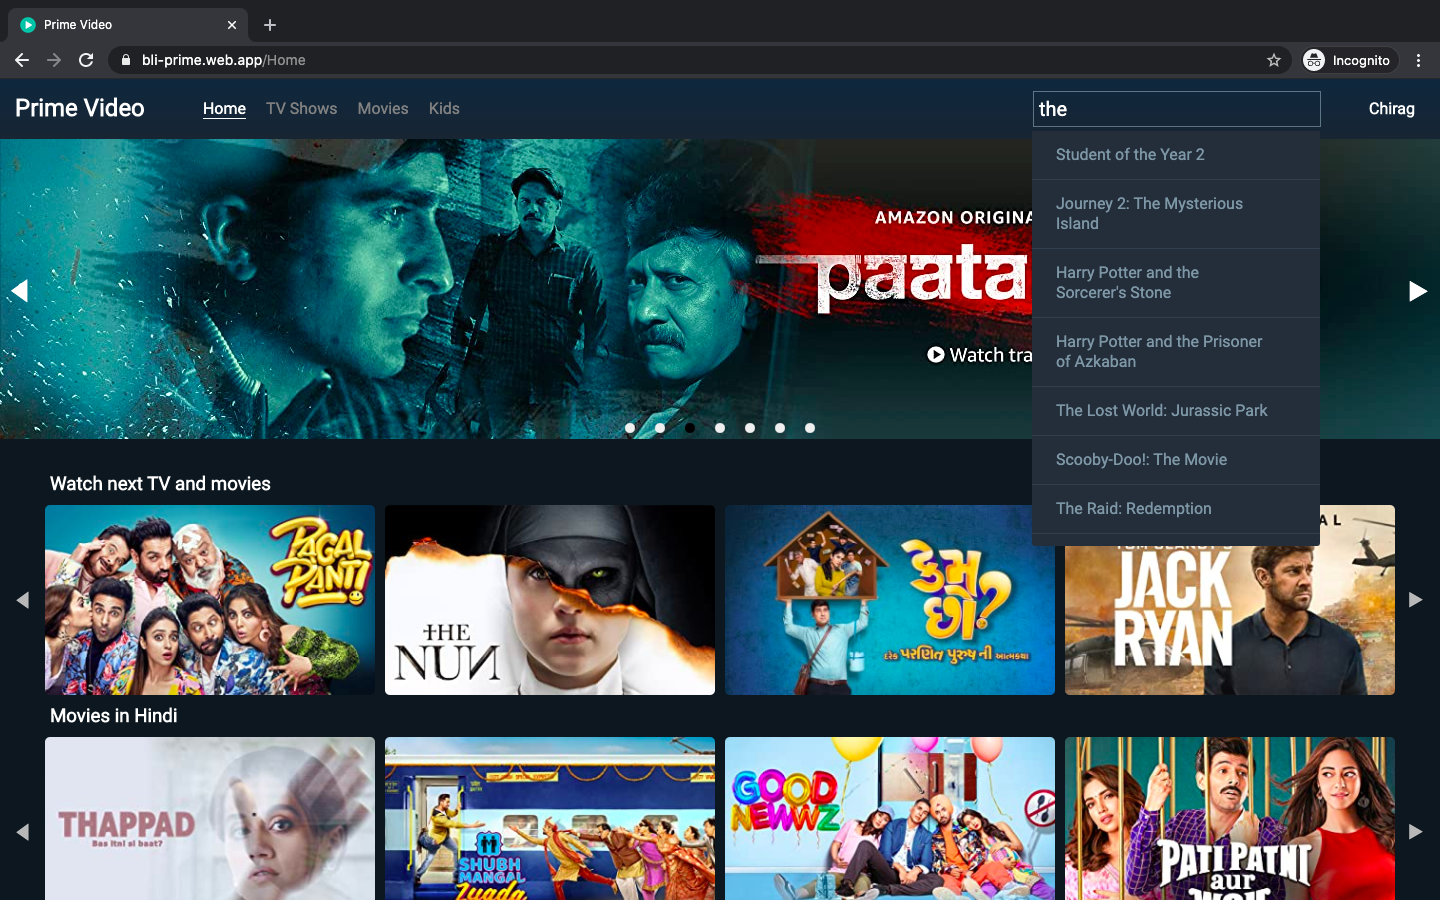 Prime Video
bli-prime.web.app/Home
Incognito
Prime Video
Home
TV Shows
Movies
Kids
the
Chirag
Student of the Year 2
Journey 2: The Mysterious
Island
Harry Potter and the
Sorcerer's Stone
Harry Potter and the Prisoner
of Azkaban
The Lost World: Jurassic Park
Scooby-Doo!: The Movie
The Raid: Redemption
AMAZON ORIGINA
paata
Watch tra
Watch next TV and movies
PAGAL
PANTI
THE
NUN
કેમ
છો?
દરેક પરણિત પુરુષ ની આત્મકથા
JACK
RYAN
Movies in Hindi
THAPPAD
Bas itni si baat?
SHUBH
MANGAL
Zyada
GOOD
NEWWZ
PATI PATNI
aur
WOH